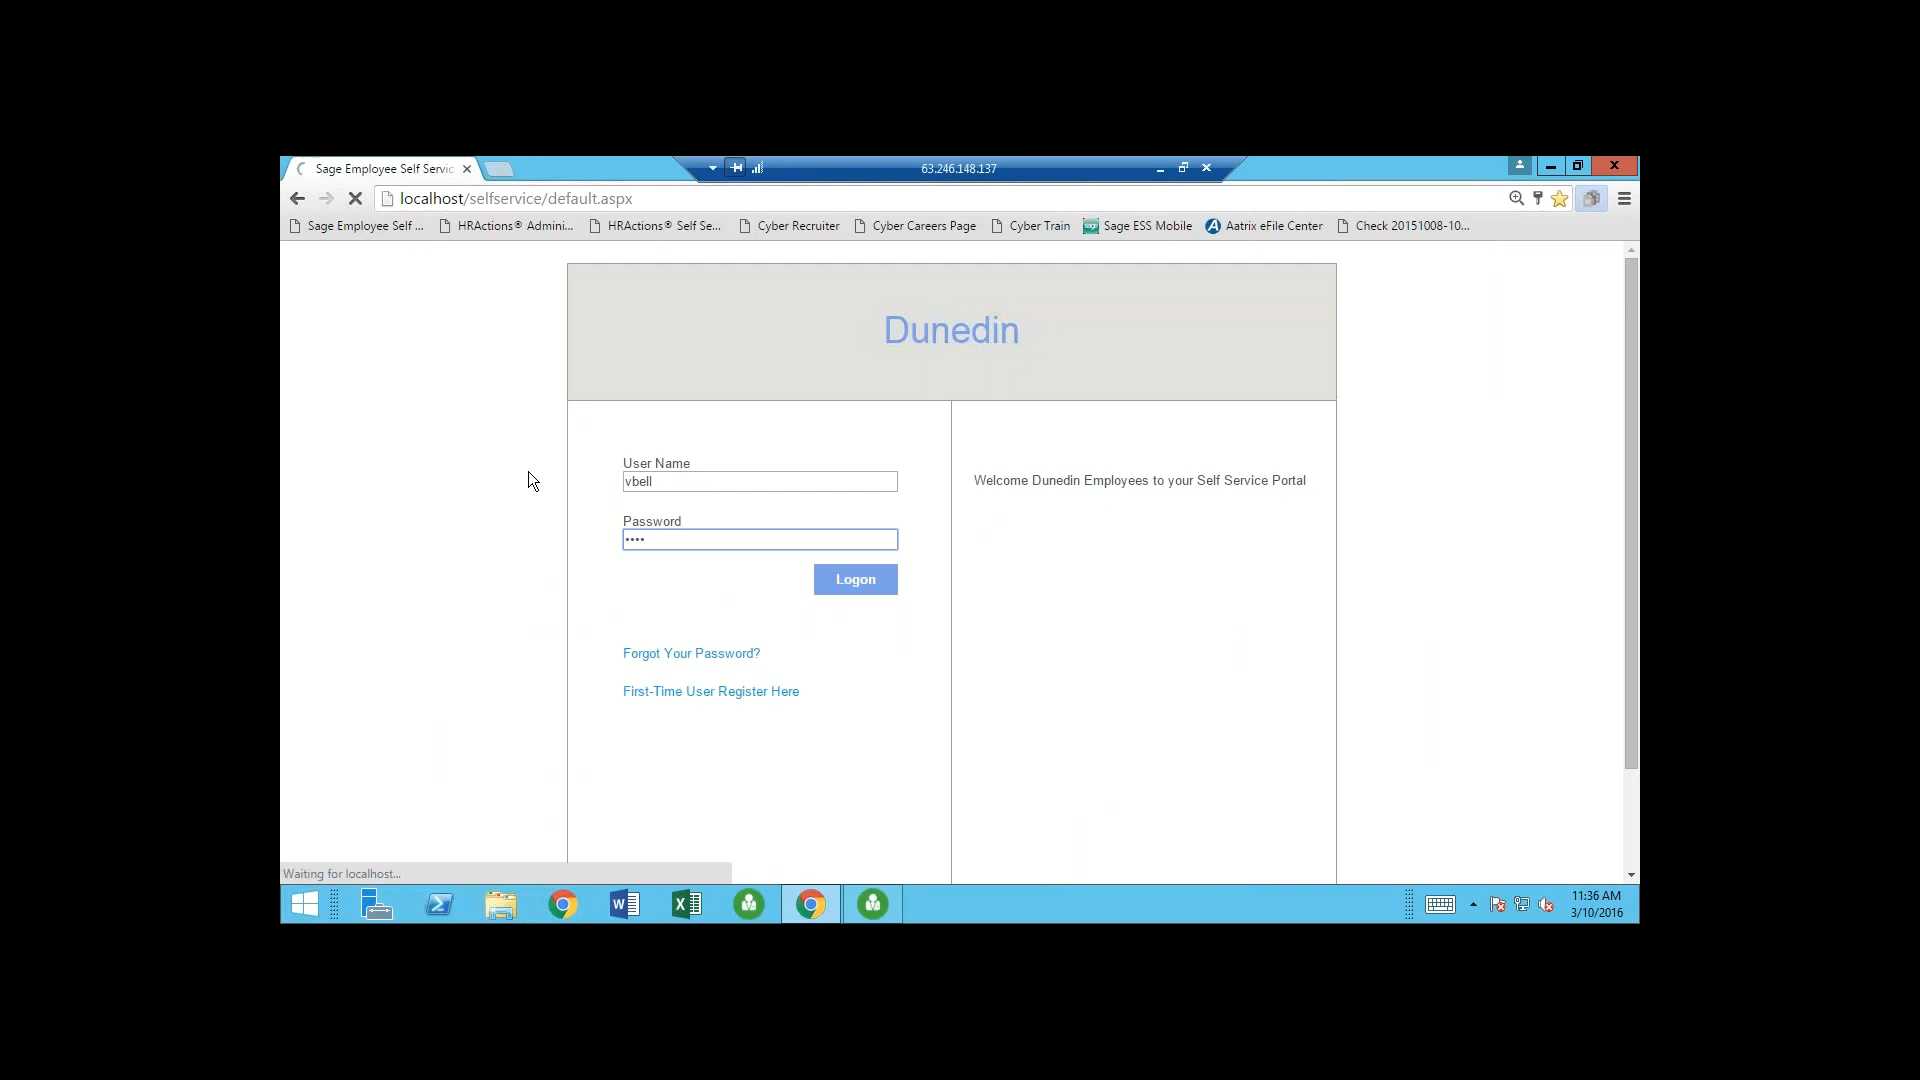 Sage Employee Self Servic
63.246.148.137
localhost/selfservice/default.aspx
Sage Employee Self ... HRActions® Admini... HRActions® Self Se... Cyber Recruiter Cyber Careers Page Cyber Train Sage ESS Mobile Aatrix eFile Center Check 20151008-10...
Dunedin
User Name
vbell
Password
••••
Logon
Forgot Your Password?
First-Time User Register Here
Welcome Dunedin Employees to your Self Service Portal
Waiting for localhost...
11:36 AM
3/10/2016